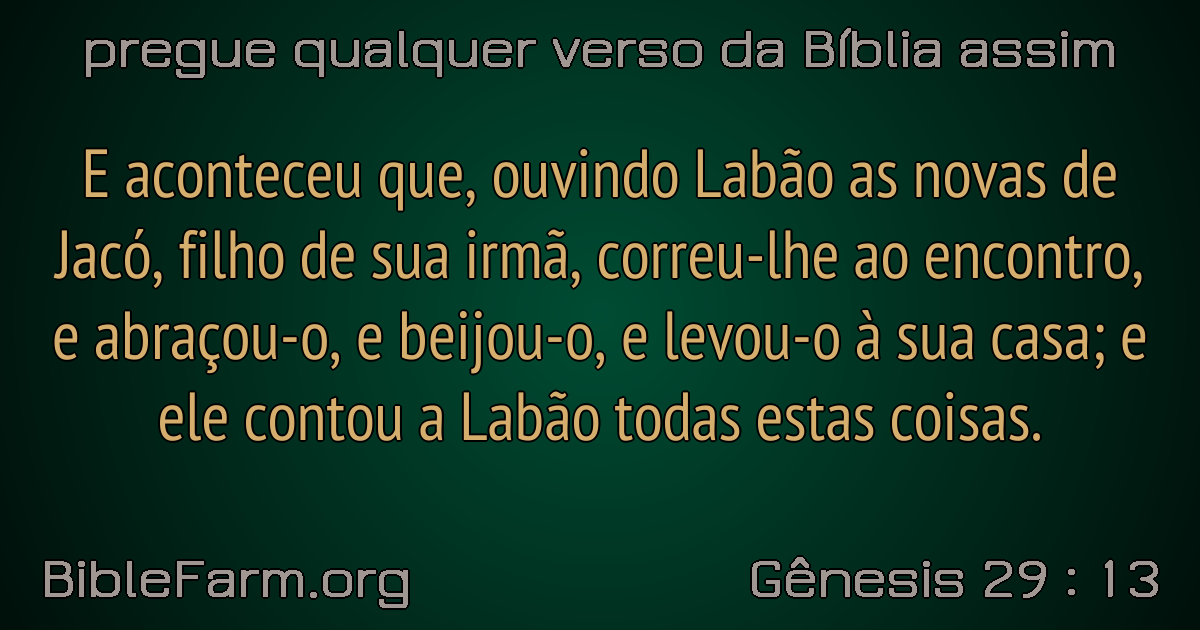 pregue qualquer verso da Bíblia assim
E aconteceu que, ouvindo Labão as novas de
Jacó, filho de sua irmã, correu-lhe ao encontro,
e abraçou-o, e beijou-o, e levou-o à sua casa; e
ele contou a Labão todas estas coisas.
BibleFarm.org
Gênesis 29 : 13